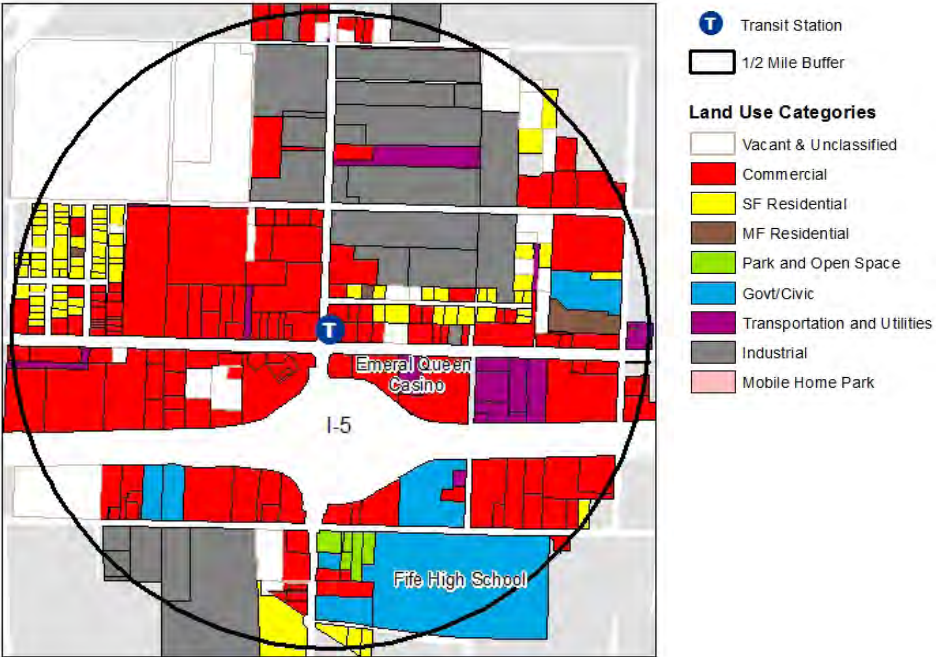 T
Emeral Queen
Casino
I-5
Fife High School
T Transit Station
1/2 Mile Buffer
Land Use Categories
Vacant & Unclassified
Commercial
SF Residential
MF Residential
Park and Open Space
Govt/Civic
Transportation and Utilities
Industrial
Mobile Home Park